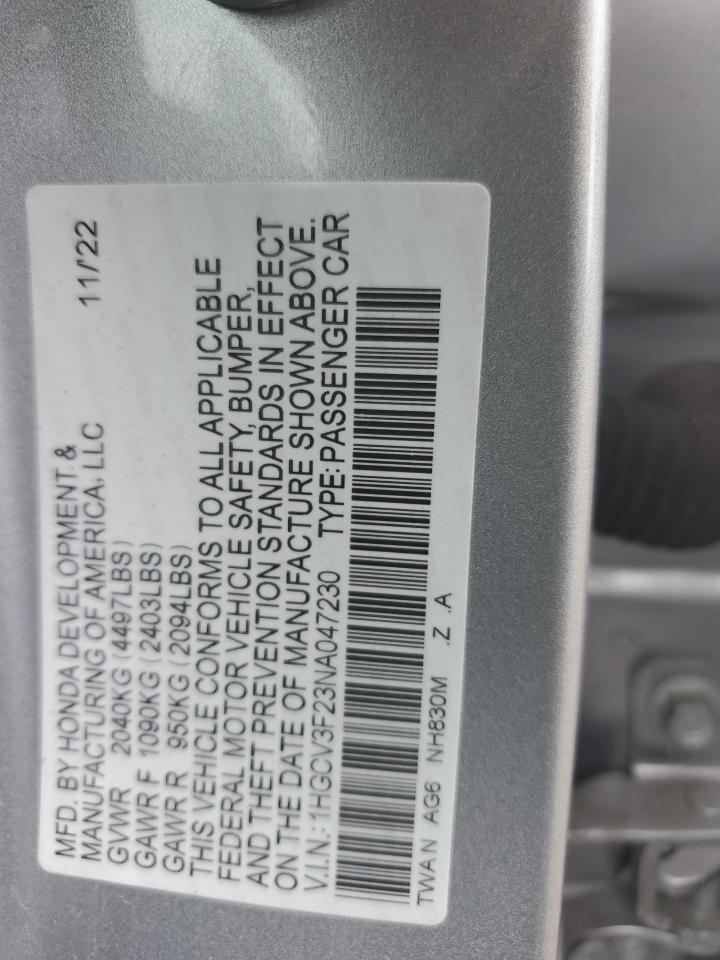 MFD. BY HONDA DEVELOPMENT &
MANUFACTURING OF AMERICA, LLC 11/'22
GVWR 2040KG (4497LBS)
GAWR F 1090KG (2403LBS)
GAWR R 950KG (2094LBS)
THIS VEHICLE CONFORMS TO ALL APPLICABLE
FEDERAL MOTOR VEHICLE SAFETY, BUMPER,
AND THEFT PREVENTION STANDARDS IN EFFECT
ON THE DATE OF MANUFACTURE SHOWN ABOVE.
V.I.N.:1HGCV3F23NA047230 TYPE:PASSENGER CAR
TWAN AG6 NH830M .Z .A